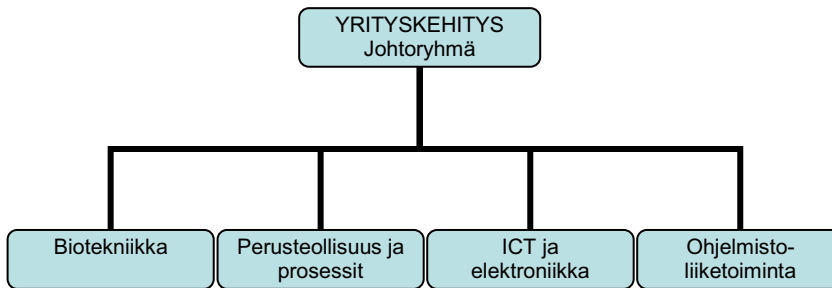 YRITYSKEHITYS
Johtoryhmä
Biotekniikka
Perusteollisuus ja
prosessit
ICT ja
elektroniikka
Ohjelmisto-
liiketoiminta